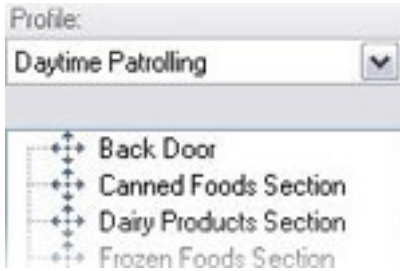 Profile:
Daytime Patrolling
Back Door
Canned Foods Section
Dairy Products Section
Frozen Foods Section